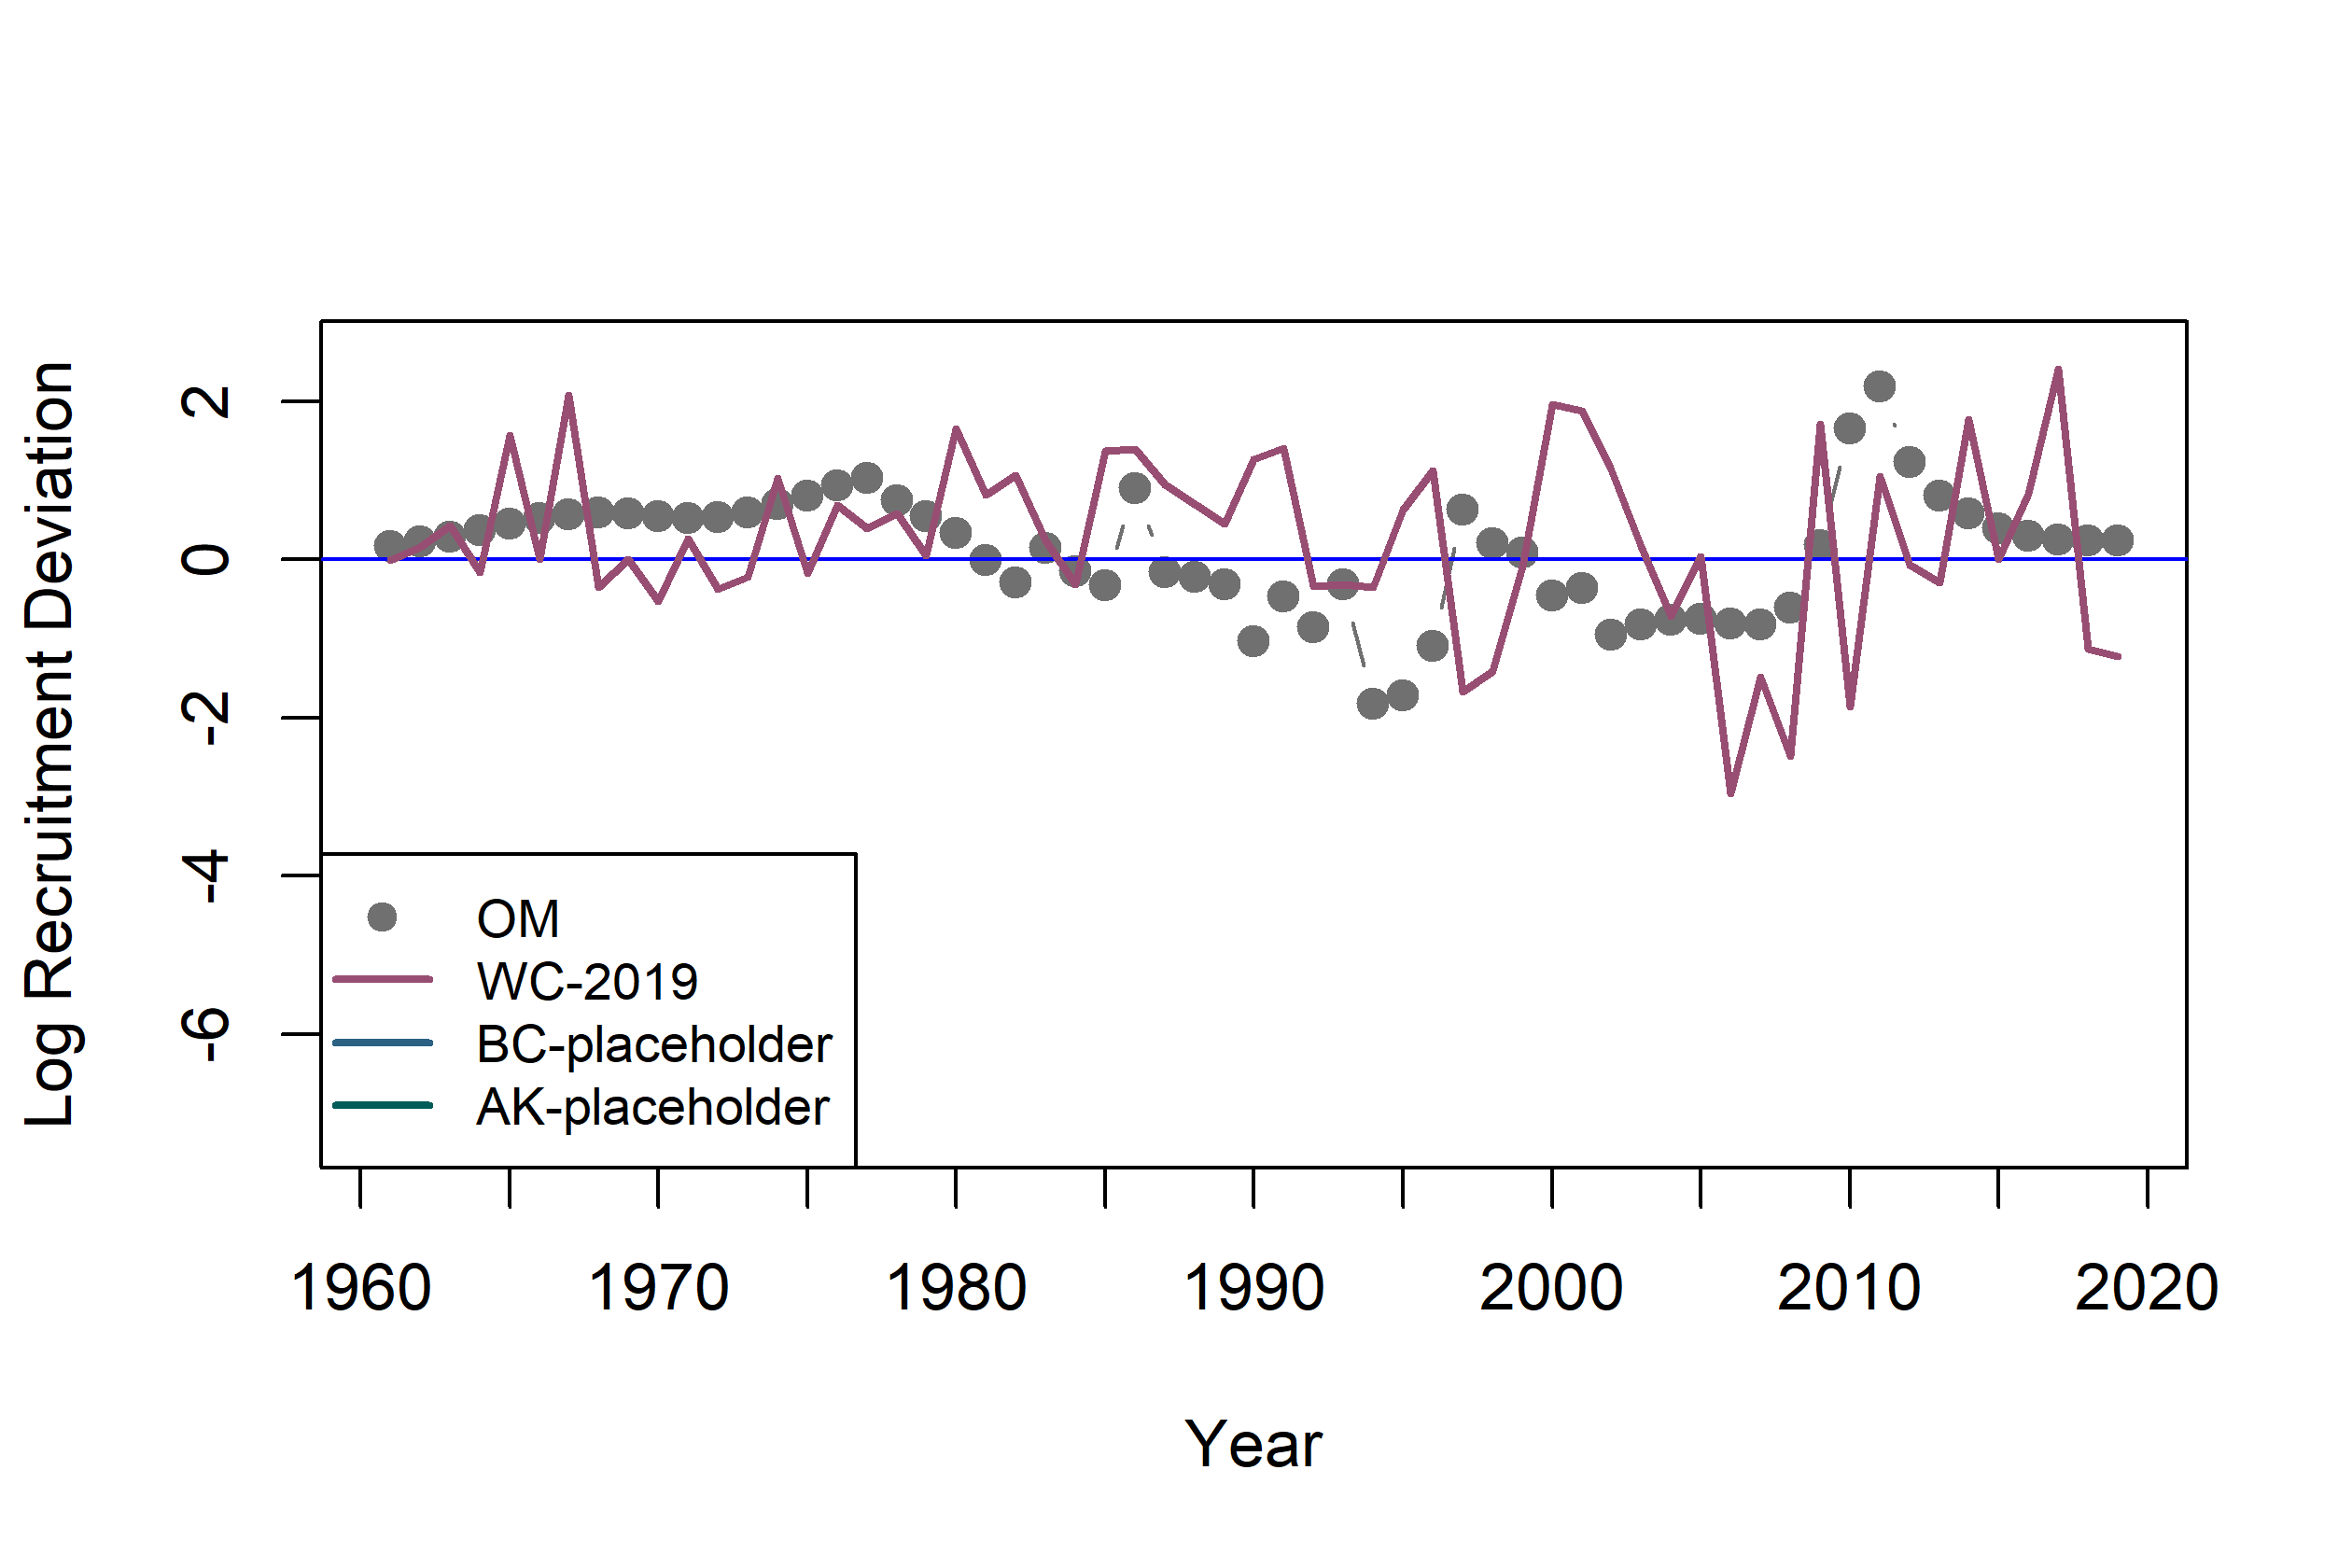 Log Recruitment Deviation
2
0
-2
-4
-6
OM
WC-2019
BC-placeholder
AK-placeholder
1960 1970 1980 1990 2000 2010 2020
Year